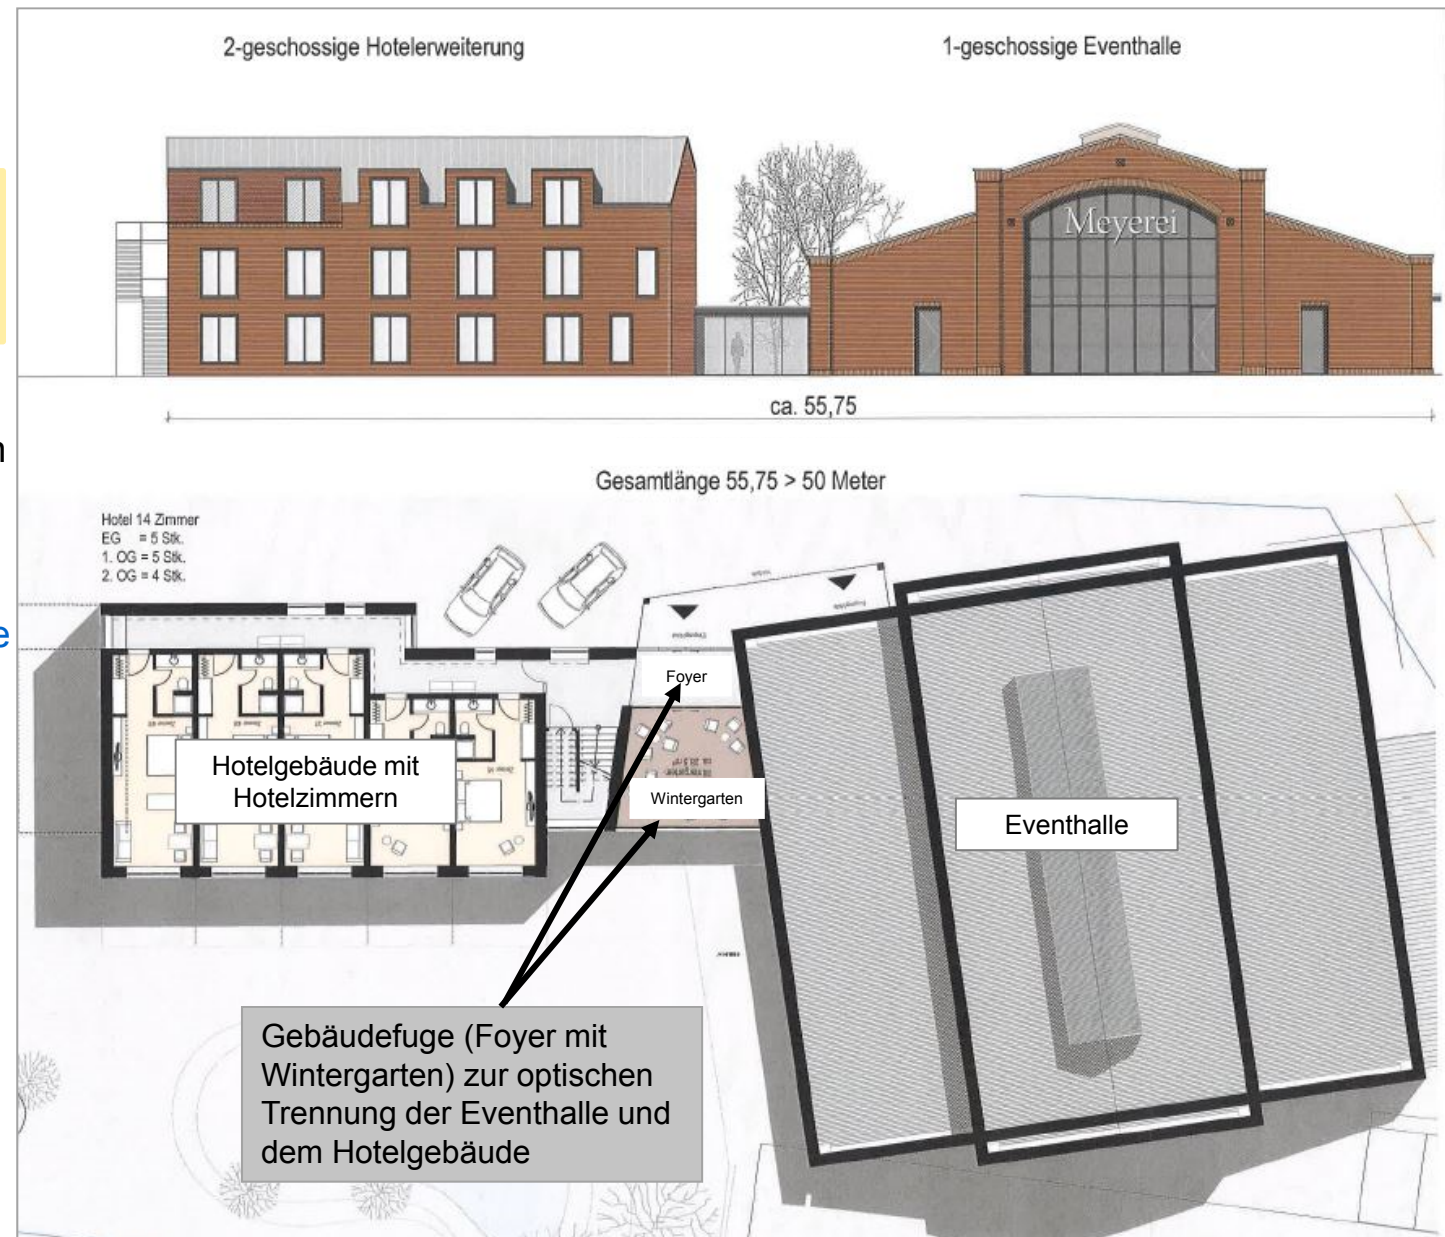 2-geschossige Hotelerweiterung
1-geschossige Eventhalle
Meyerei
ca. 55,75
n
Gesamtlänge 55,75 > 50 Meter
Hotel 14 Zimmer
EG = 5 Stk.
1. OG = 5 Stk.
2. OG = 4 Stk.
e
Foyer
Hotelgebäude mit
Hotelzimmern
Wintergarten
Eventhalle
Gebäudefuge (Foyer mit
Wintergarten) zur optischen
Trennung der Eventhalle und
dem Hotelgebäude